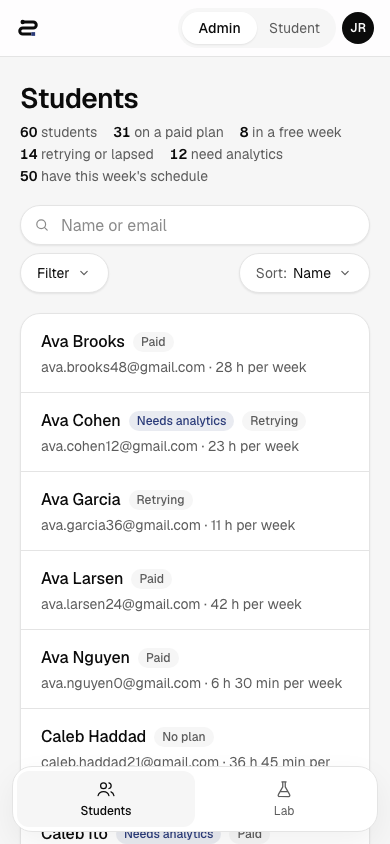 Admin
Student
JR
Students
60 students 31 on a paid plan 8 in a free week
14 retrying or lapsed 12 need analytics
50 have this week's schedule
Name or email
Filter
Sort: Name
Ava Brooks Paid
ava.brooks48@gmail.com · 28 h per week
Ava Cohen Needs analytics Retrying
ava.cohen12@gmail.com · 23 h per week
Ava Garcia Retrying
ava.garcia36@gmail.com · 11 h per week
Ava Larsen Paid
ava.larsen24@gmail.com · 42 h per week
Ava Nguyen Paid
ava.nguyen0@gmail.com · 6 h 30 min per week
Caleb Haddad No plan
caleb.haddad21@gmail.com · 36 h 45 min per
Students
Lab
Caleb Ito Needs analytics Paid